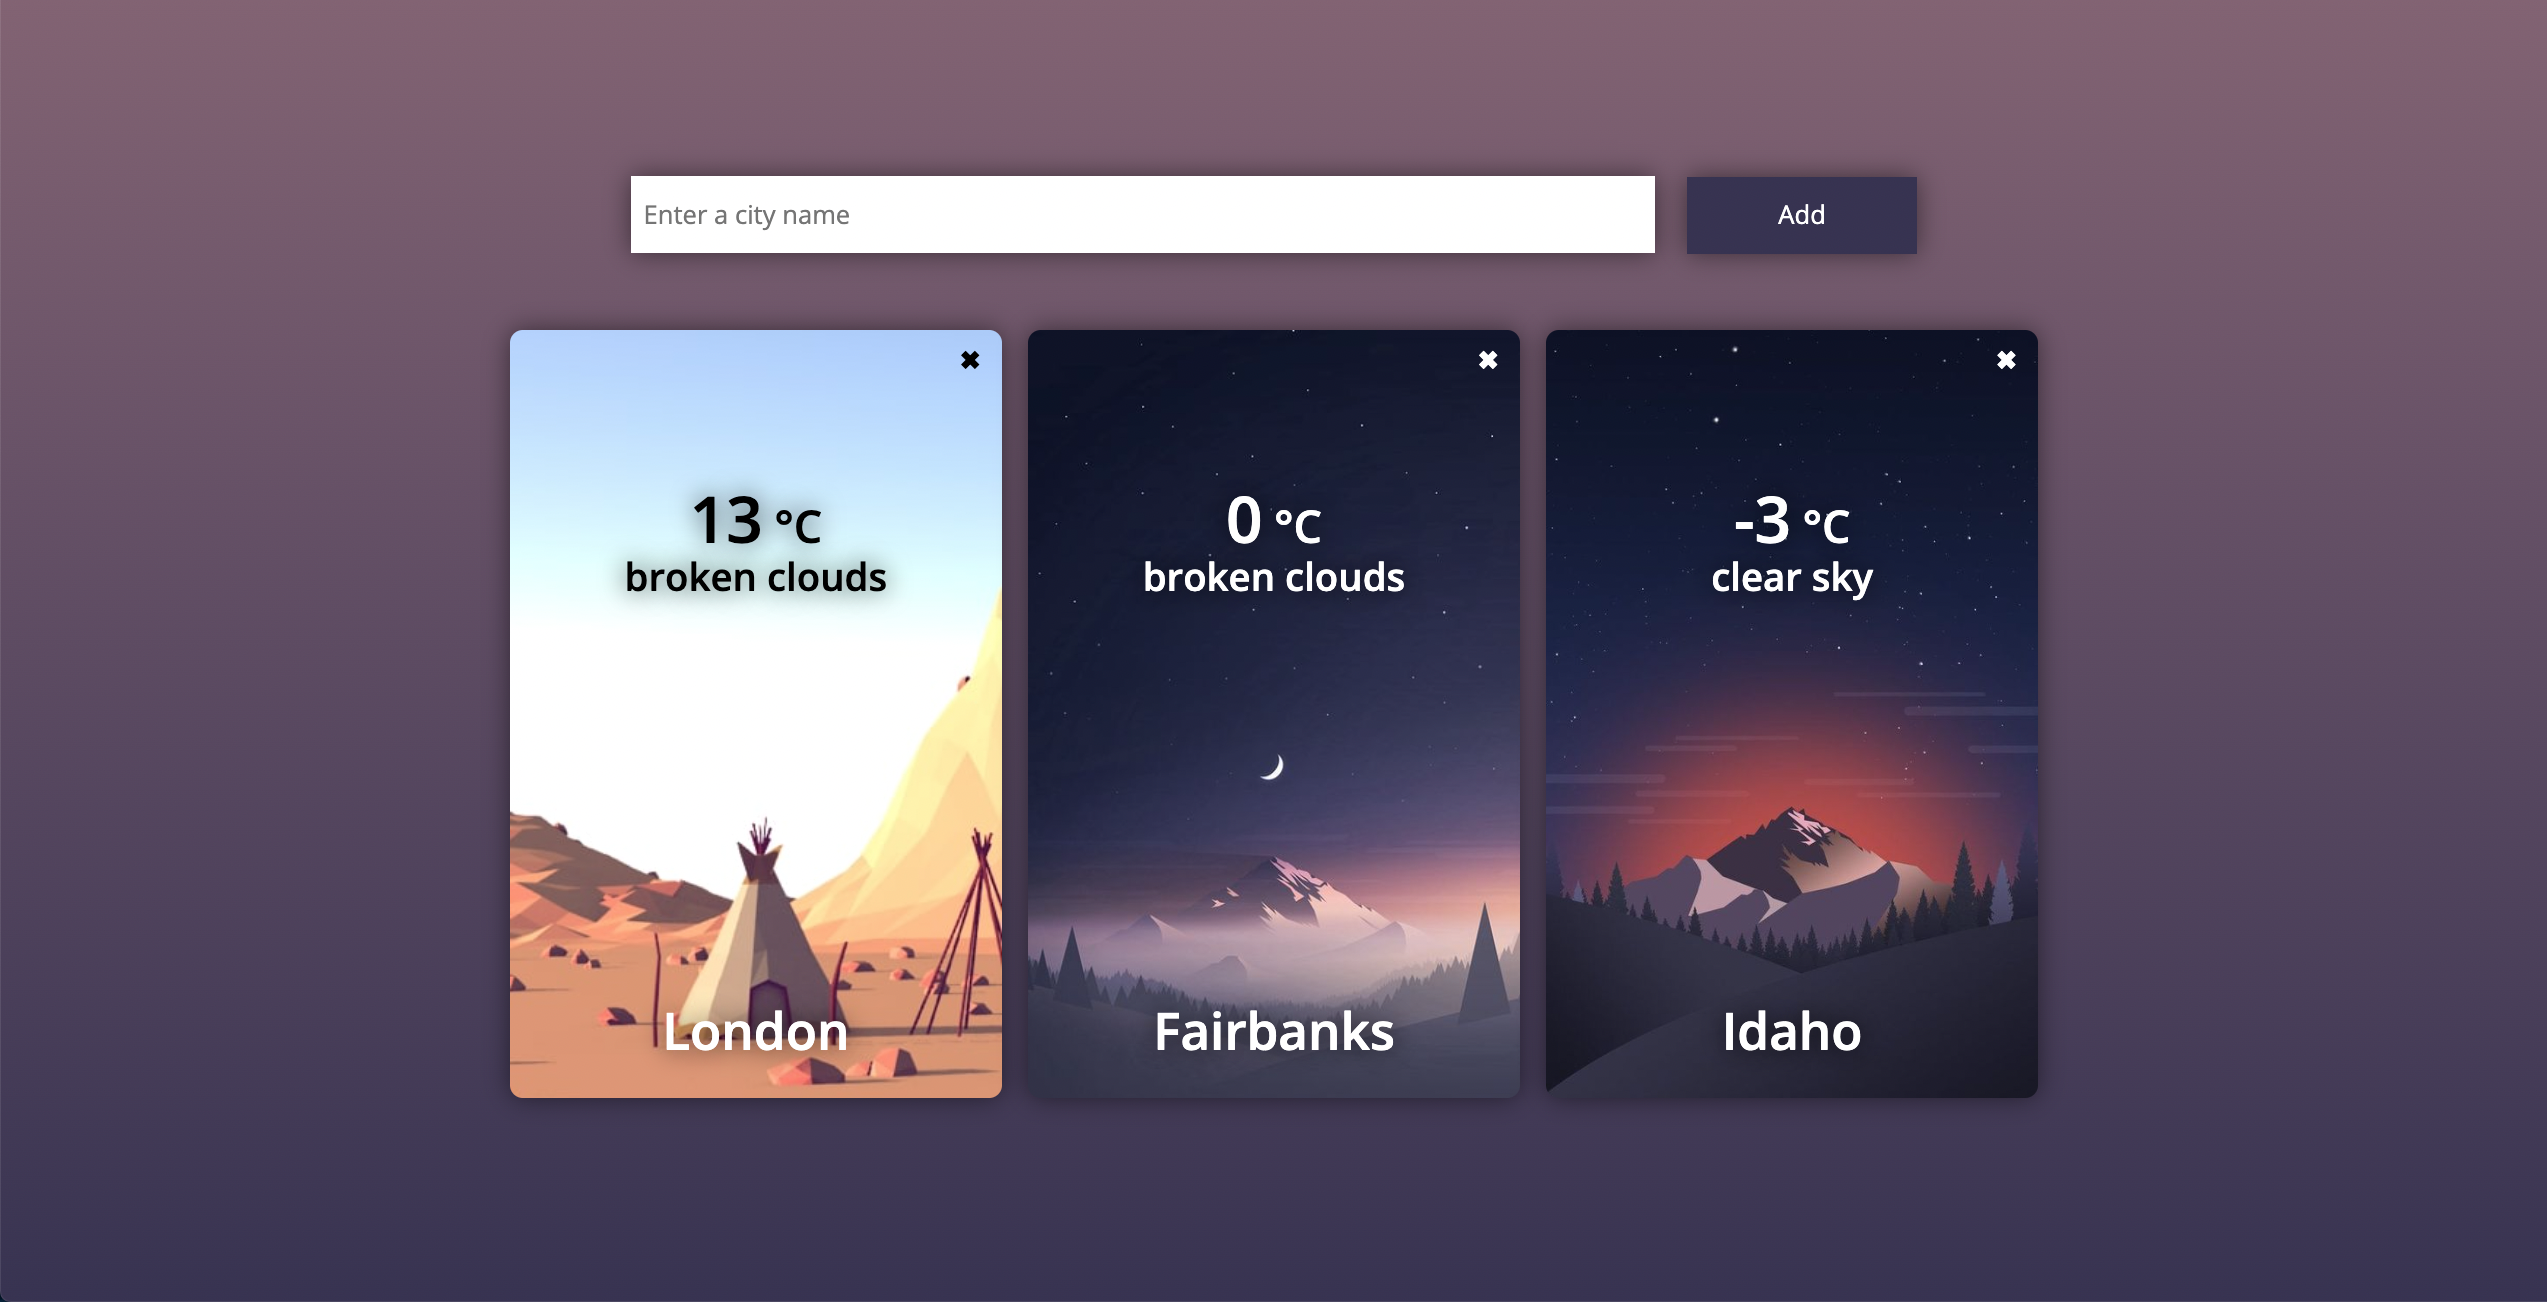 Enter a city name
Add
✖
13 °C
broken clouds
London
✖
0 °C
broken clouds
Fairbanks
✖
-3 °C
clear sky
Idaho